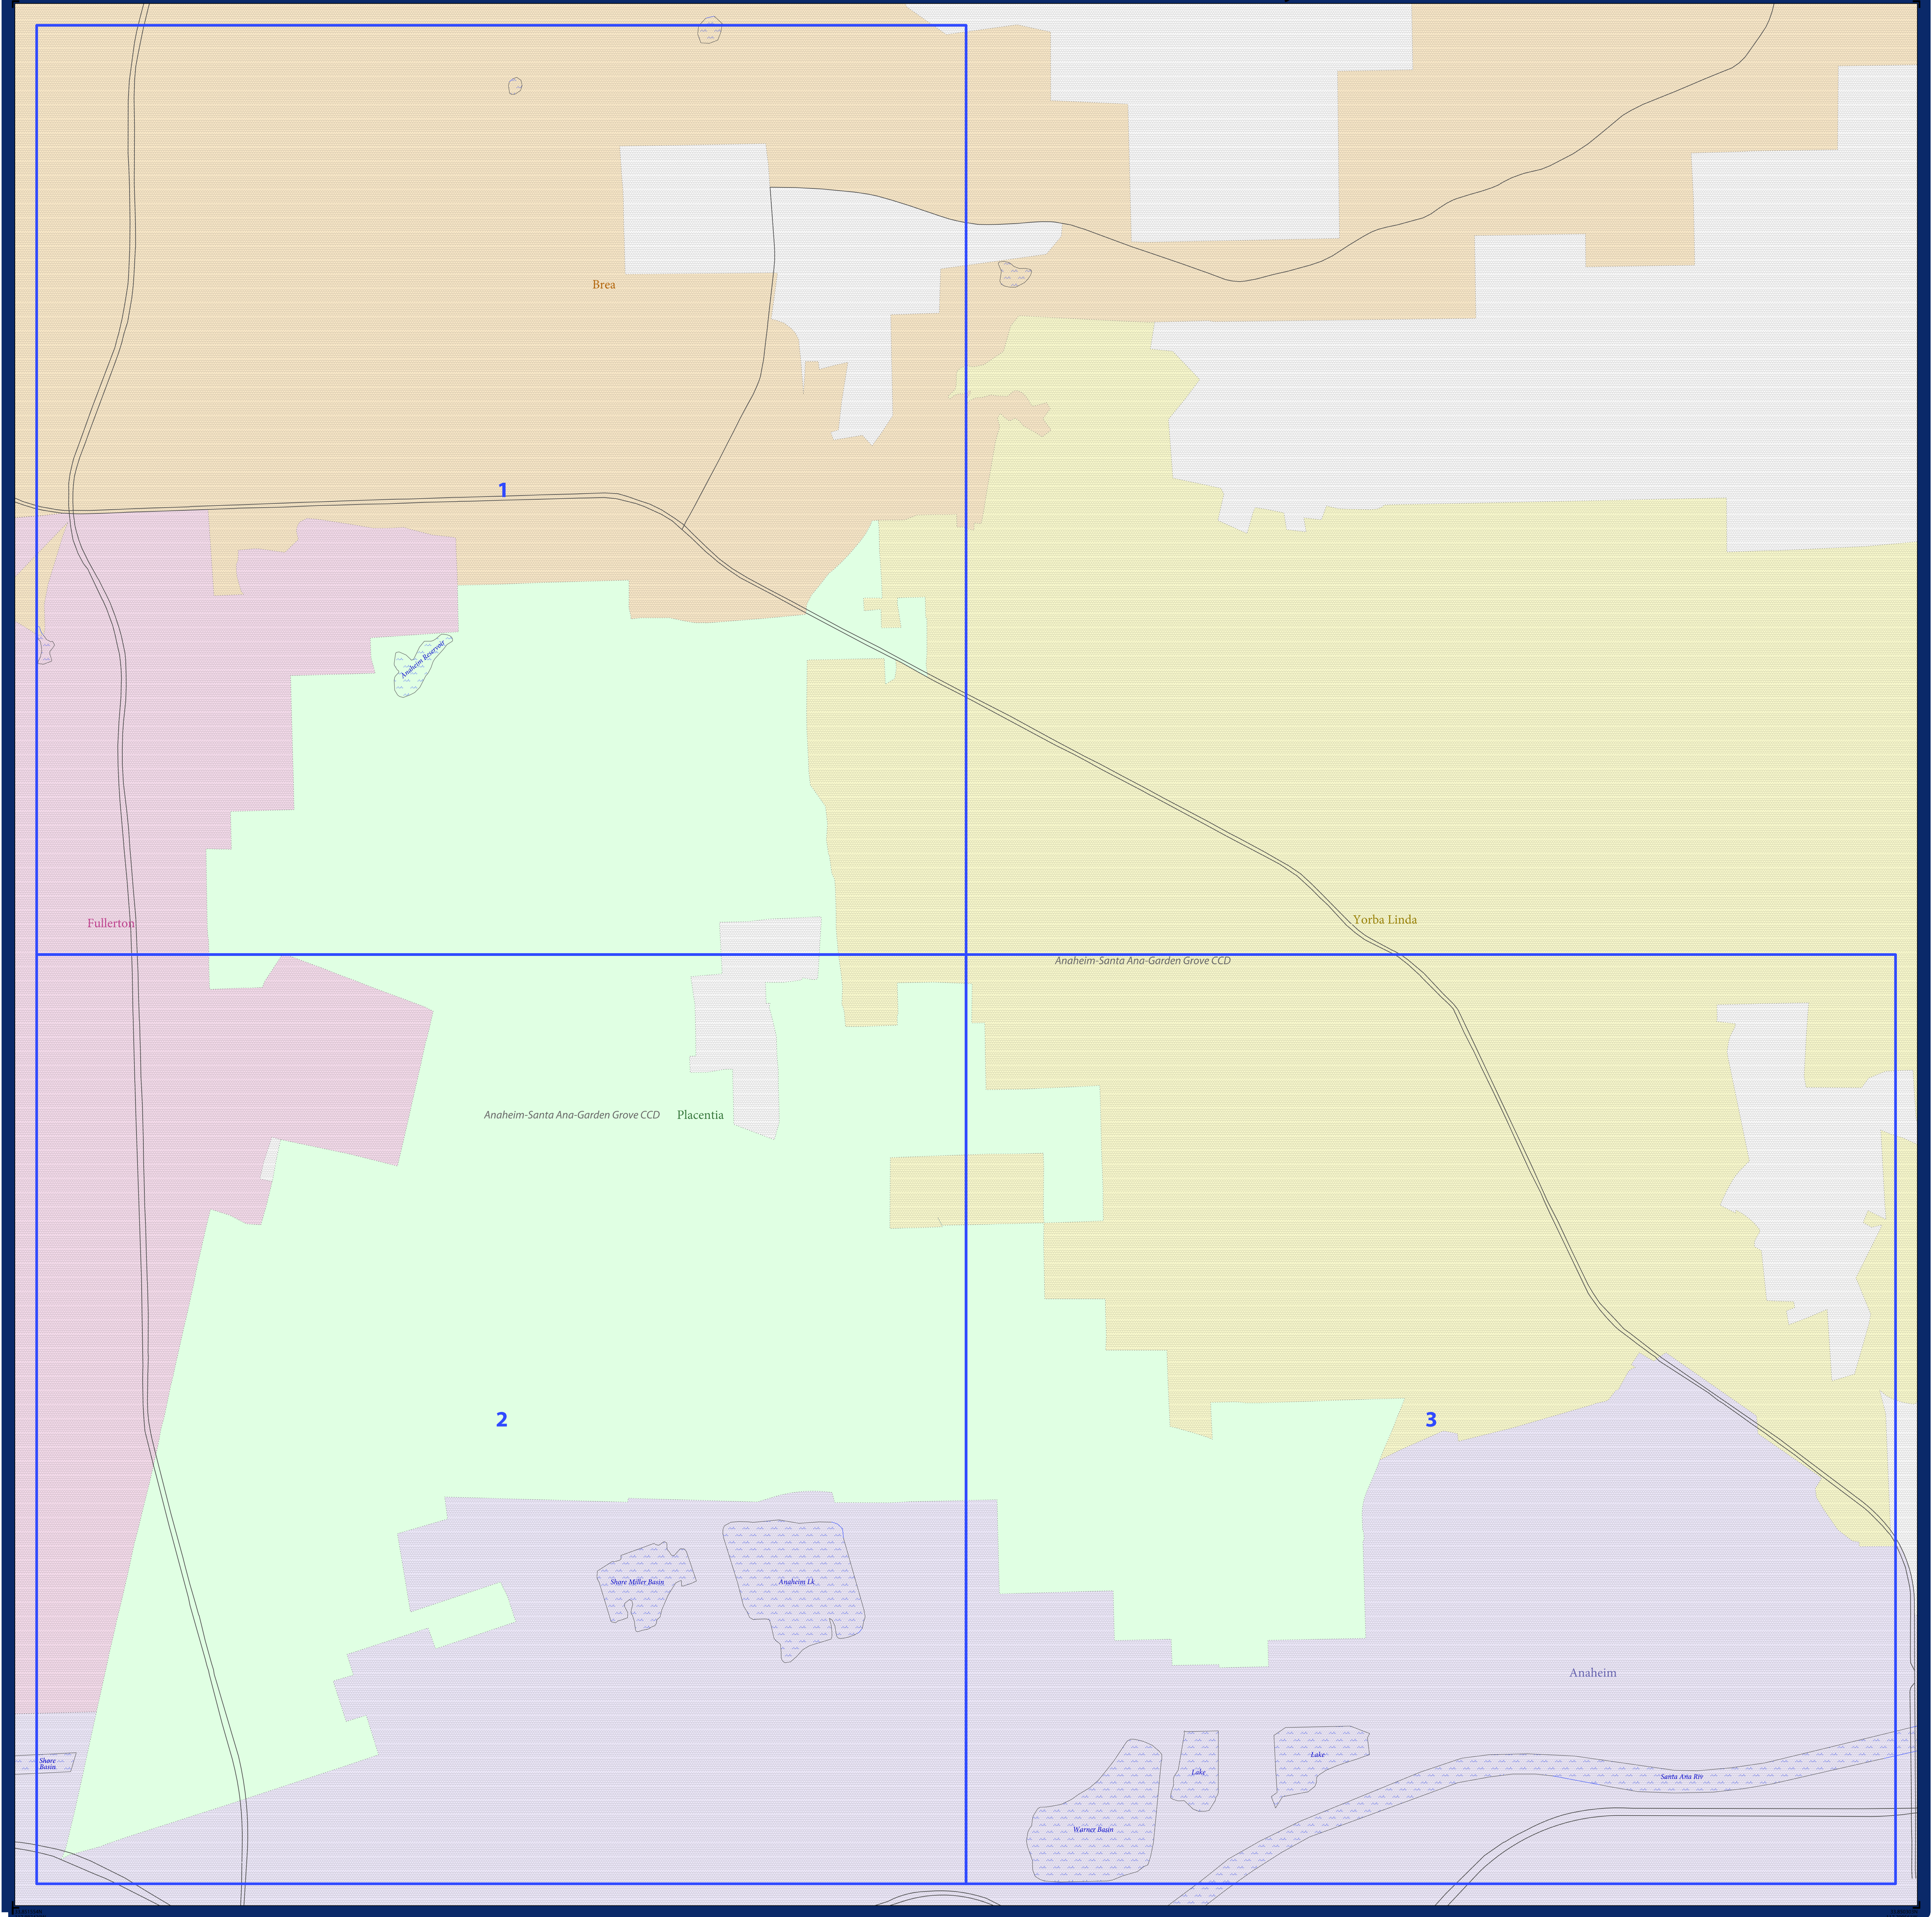 Brea
1
Anaheim Reservoir
Fullerton
Yorba Linda
Anaheim-Santa Ana-Garden Grove CCD
Anaheim-Santa Ana-Garden Grove CCD
Placentia
2
3
Share Miller Basin
Anaheim Lk
Anaheim
Shore
Basin
Lake
Lake
Santa Ana Riv
Warner Basin